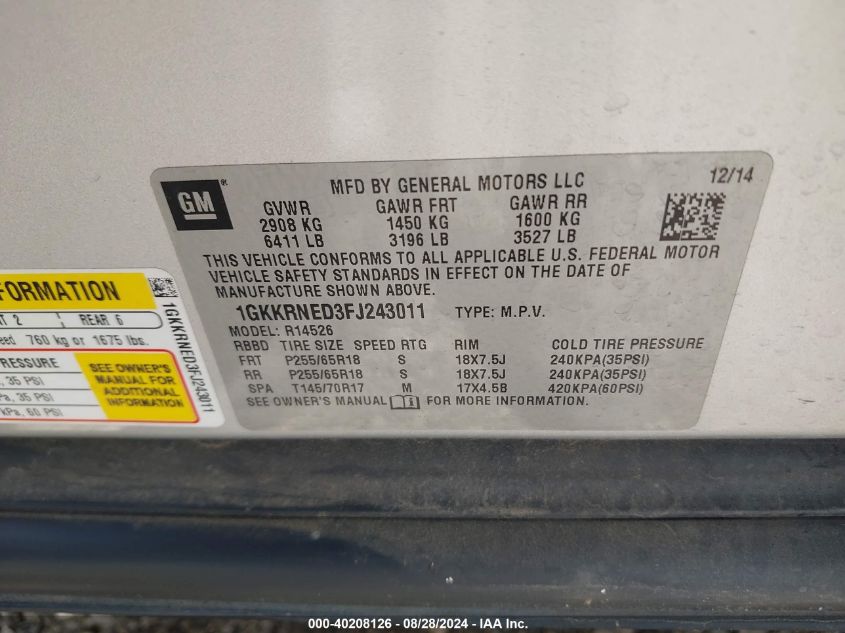 GM
®
MFD BY GENERAL MOTORS LLC
12/14
GVWR GAWR FRT GAWR RR
2908 KG 1450 KG 1600 KG
6411 LB 3196 LB 3527 LB
THIS VEHICLE CONFORMS TO ALL APPLICABLE U.S. FEDERAL MOTOR
VEHICLE SAFETY STANDARDS IN EFFECT ON THE DATE OF
MANUFACTURE SHOWN ABOVE.
1GKKRNED3FJ243011 TYPE: M.P.V.
MODEL: R14526
RBBD TIRE SIZE SPEED RTG RIM COLD TIRE PRESSURE
FRT P255/65R18 S 18X7.5J 240KPA(35PSI)
RR P255/65R18 S 18X7.5J 240KPA(35PSI)
SPA T145/70R17 M 17X4.5B 420KPA(60PSI)
SEE OWNER'S MANUAL FOR MORE INFORMATION.
FORMATION
2 REAR 6
760 kg or 1675 lbs.
PRESSURE
35 PSI
35 PSI
kPa, 60 PSI
SEE OWNER'S
MANUAL FOR
ADDITIONAL
INFORMATION
1GKKRNED3FJ243011
000-40208126 - 08/28/2024 - IAA Inc.